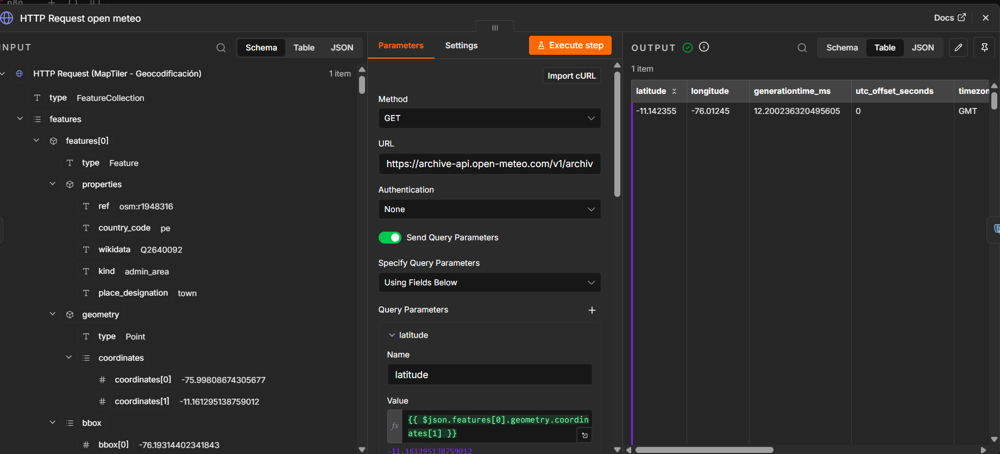 n8n
HTTP Request open meteo
Docs
INPUT
Schema
Table
JSON
HTTP Request (MapTiler - Geocodificación)
1 item
T type FeatureCollection
features
features[0]
T type Feature
properties
T ref osm:r1948316
T country_code pe
T wikidata Q2640092
T kind admin_area
T place_designation town
geometry
T type Point
coordinates
# coordinates[0] -75.99808674305677
# coordinates[1] -11.161295138759012
bbox
# bbox[0] -76.19314402341843
Parameters
Settings
Execute step
Import cURL
Method
GET
URL
https://archive-api.open-meteo.com/v1/archiv
Authentication
None
Send Query Parameters
Specify Query Parameters
Using Fields Below
Query Parameters
latitude
Name
latitude
Value
fx
{{ $json.features[0].geometry.coordin
ates[1] }}
-11.161295138759012
OUTPUT
Schema
Table
JSON
1 item
latitude longitude generationtime_ms utc_offset_seconds timezon
-11.142355 -76.01245 12.200236320495605 0 GMT